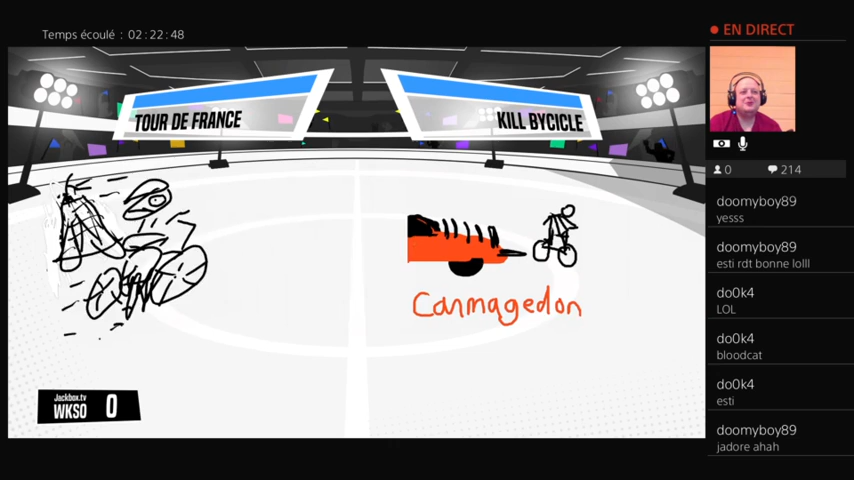 Temps écoulé : 02:22:48
EN DIRECT
TOUR DE FRANCE
KILL BYCICLE
0
214
doomyboy89
yesss
doomyboy89
esti rdt bonne lolll
do0k4
LOL
do0k4
bloodcat
do0k4
esti
doomyboy89
jadore ahah
Carmagedon
Jackbox.tv
WKSO
0